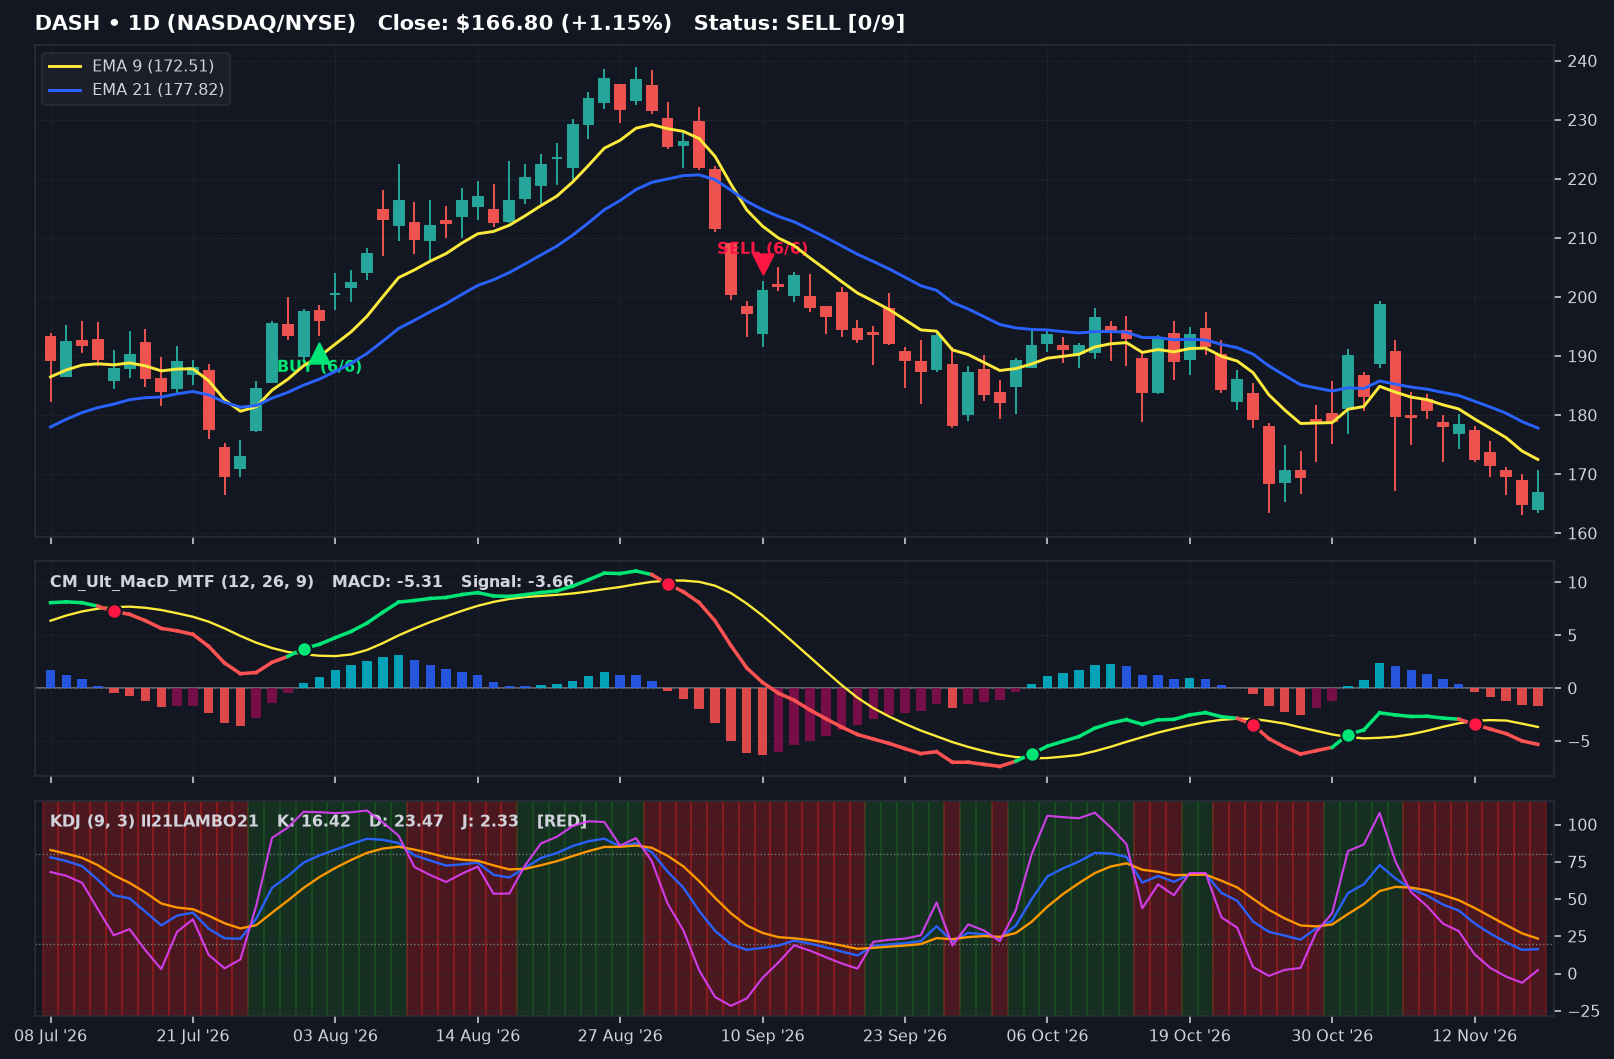 DASH • 1D (NASDAQ/NYSE)   Close: $166.80 (+1.15%)   Status: SELL [0/9]
EMA 9 (172.51)
EMA 21 (177.82)
240
230
220
210
200
190
180
170
160
SELL (6/6)
BUY (6/6)
CM_Ult_MacD_MTF (12, 26, 9)   MACD: -5.31   Signal: -3.66
10
5
0
−5
KDJ (9, 3) II21LAMBO21   K: 16.42   D: 23.47   J: 2.33   [RED]
100
75
50
25
0
−25
08 Jul '26   21 Jul '26   03 Aug '26   14 Aug '26   27 Aug '26   10 Sep '26   23 Sep '26   06 Oct '26   19 Oct '26   30 Oct '26   12 Nov '26